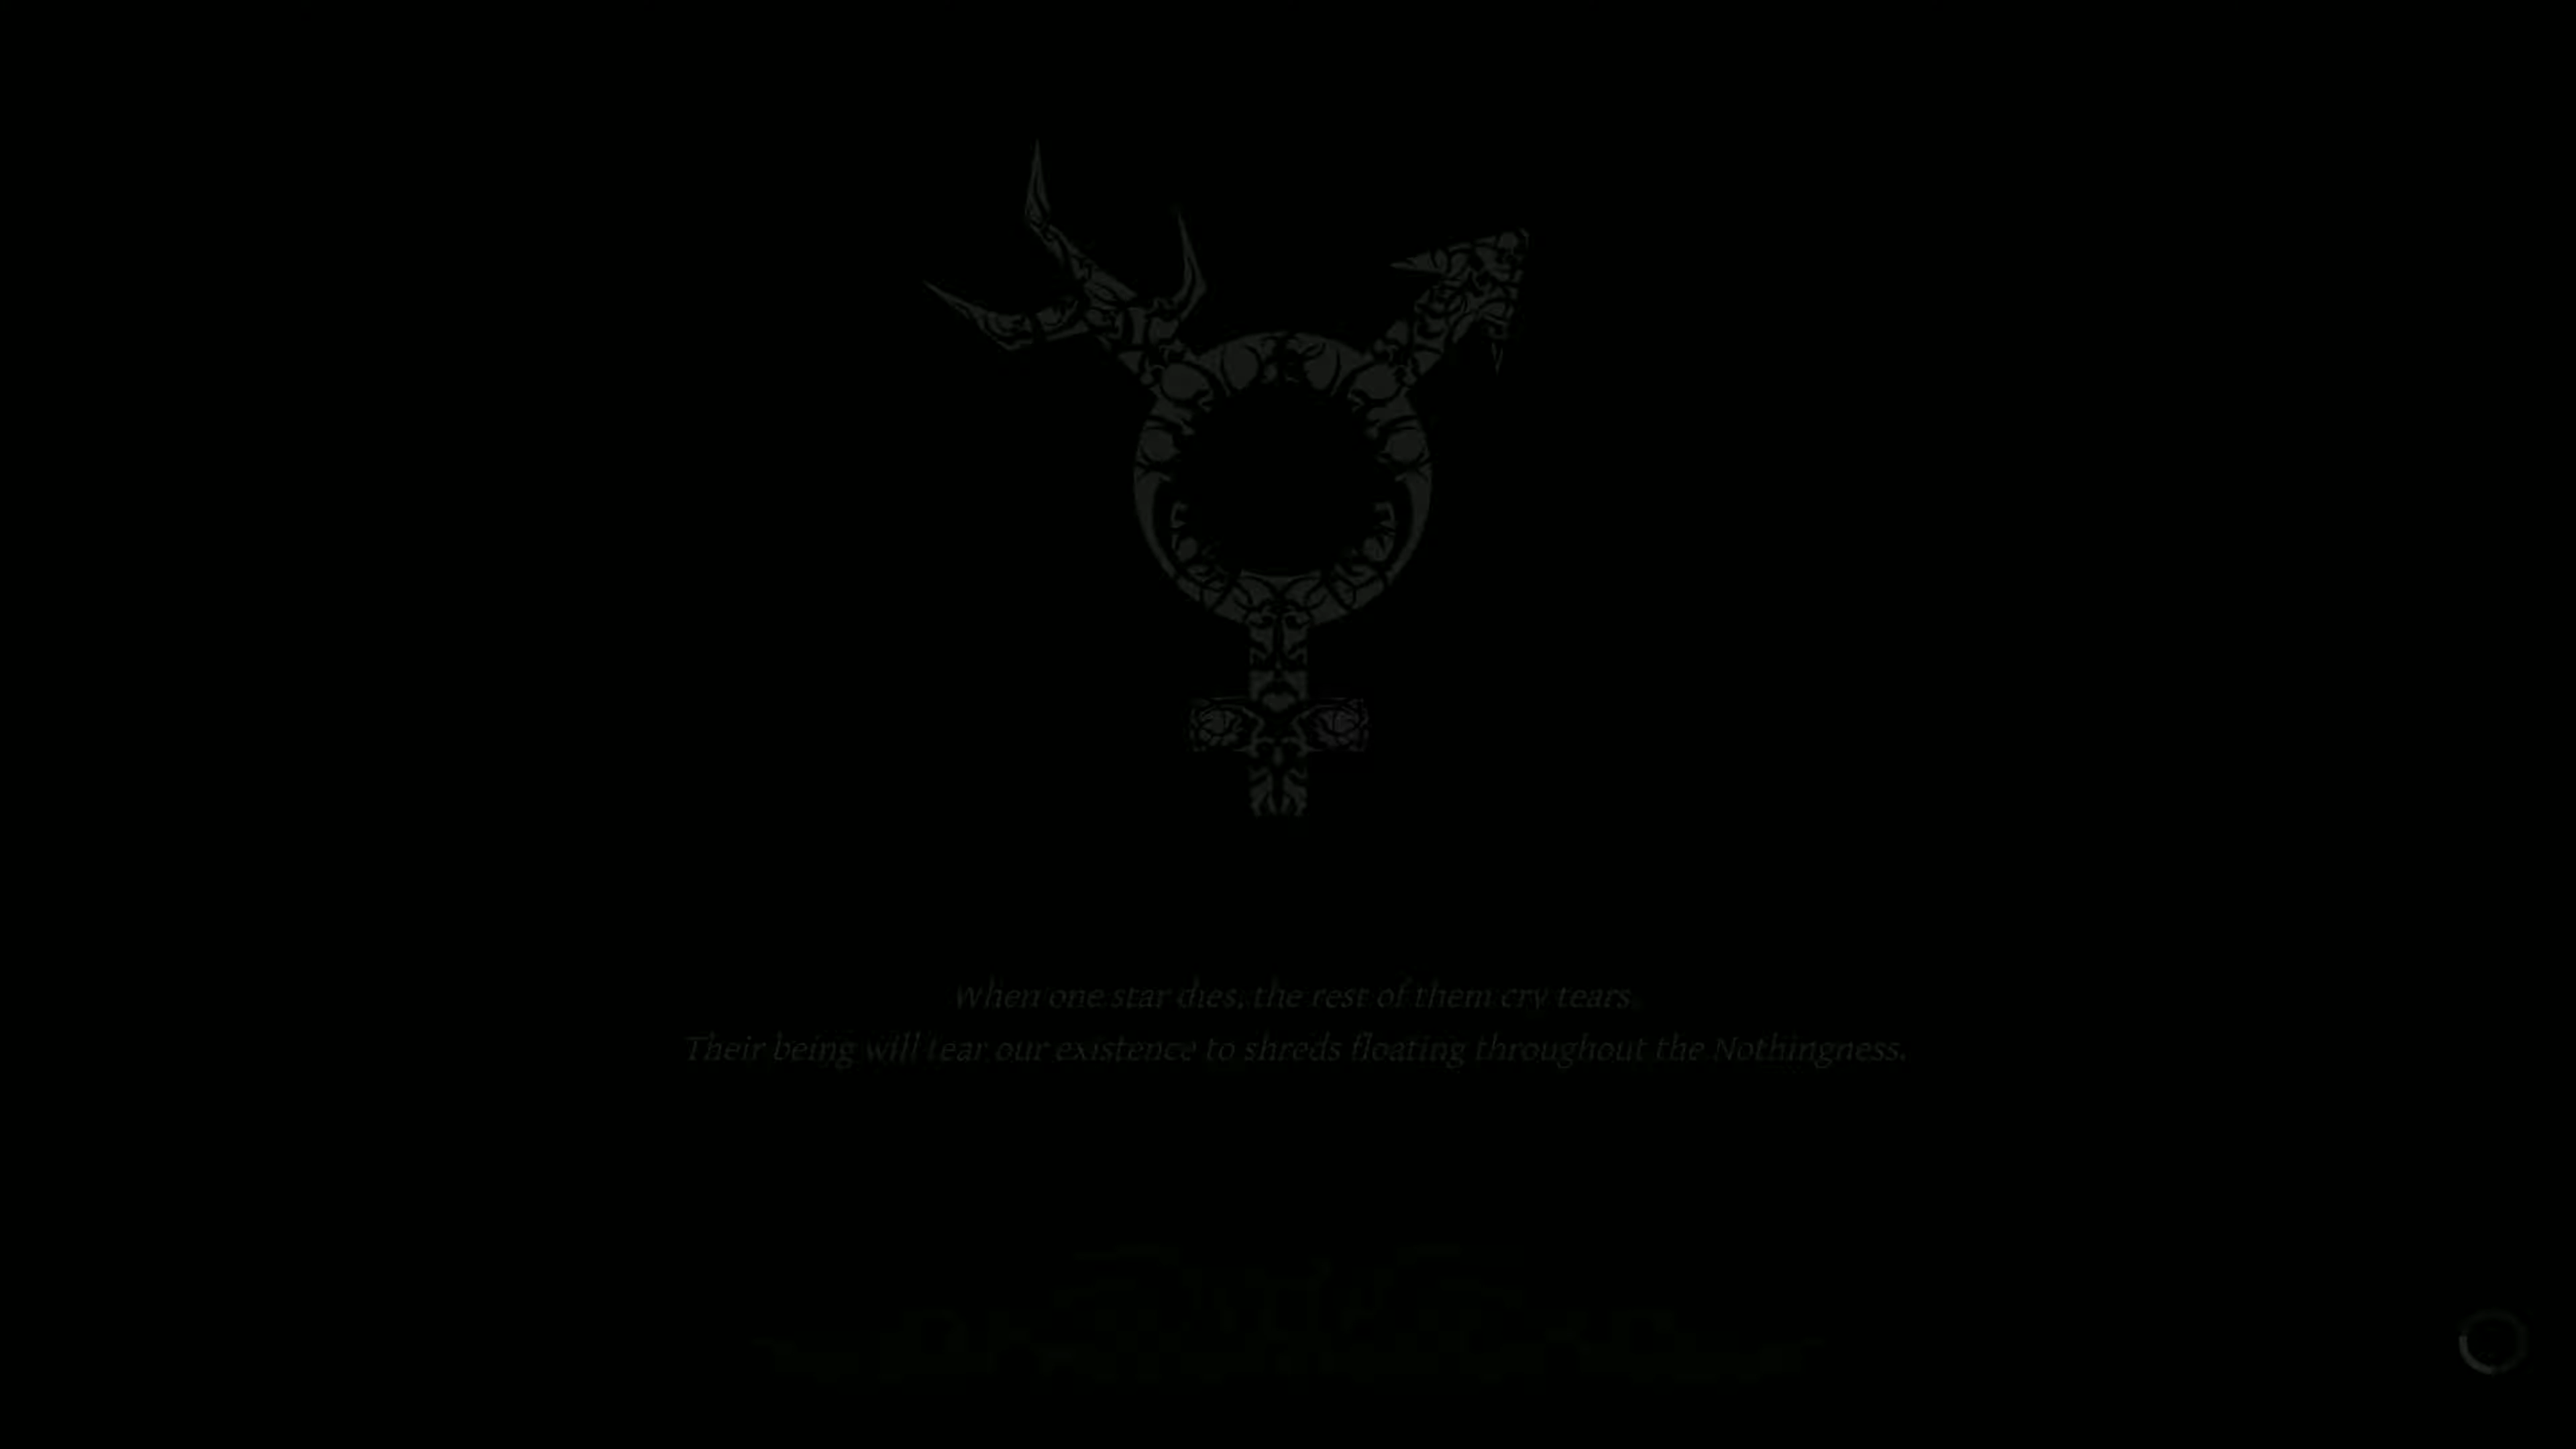 When one star dies, the rest of them cry tears.
Their being will tear our existence to shreds floating throughout the Nothingness.